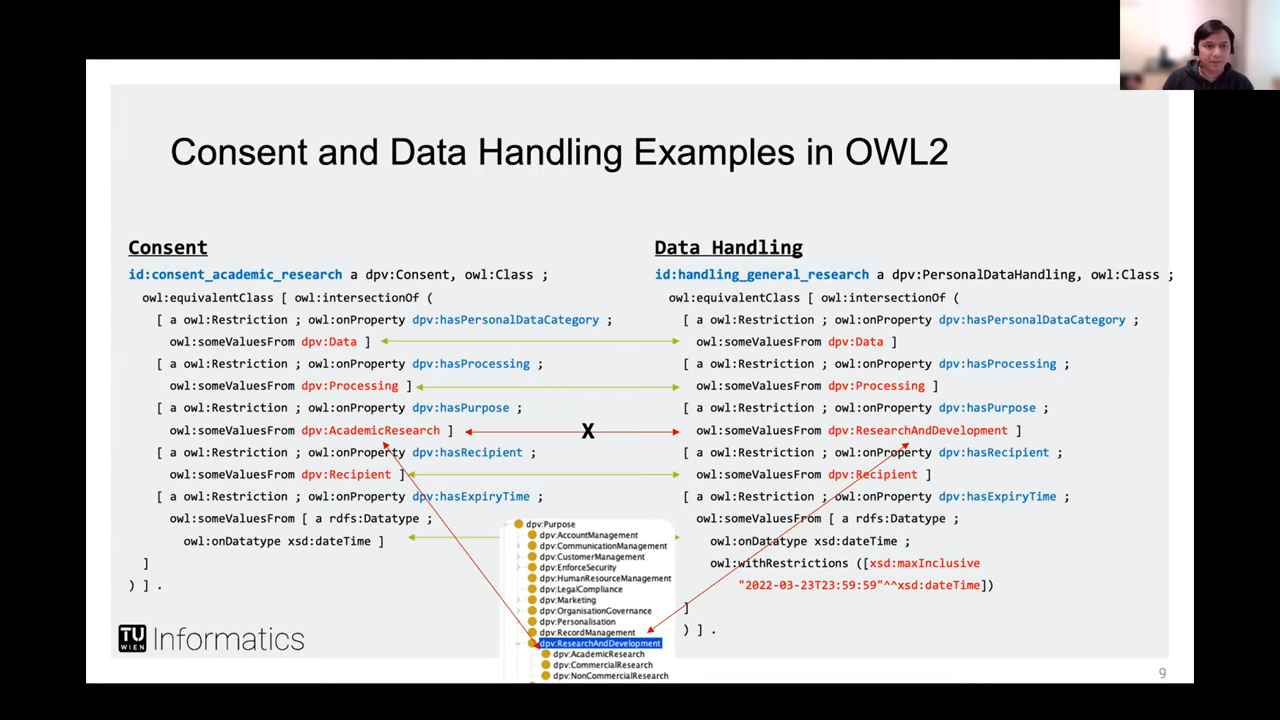 Consent and Data Handling Examples in OWL2
Consent
id:consent_academic_research a dpv:Consent, owl:Class ;
owl:equivalentClass [ owl:intersectionOf (
[ a owl:Restriction ; owl:onProperty dpv:hasPersonalDataCategory ;
owl:someValuesFrom dpv:Data ]
[ a owl:Restriction ; owl:onProperty dpv:hasProcessing ;
owl:someValuesFrom dpv:Processing ]
[ a owl:Restriction ; owl:onProperty dpv:hasPurpose ;
owl:someValuesFrom dpv:AcademicResearch ]
[ a owl:Restriction ; owl:onProperty dpv:hasRecipient ;
owl:someValuesFrom dpv:Recipient ]
[ a owl:Restriction ; owl:onProperty dpv:hasExpiryTime ;
owl:someValuesFrom [ a rdfs:Datatype ;
owl:onDatatype xsd:dateTime ]
]
) ] .
X
Data Handling
id:handling_general_research a dpv:PersonalDataHandling, owl:Class ;
owl:equivalentClass [ owl:intersectionOf (
[ a owl:Restriction ; owl:onProperty dpv:hasPersonalDataCategory ;
owl:someValuesFrom dpv:Data ]
[ a owl:Restriction ; owl:onProperty dpv:hasProcessing ;
owl:someValuesFrom dpv:Processing ]
[ a owl:Restriction ; owl:onProperty dpv:hasPurpose ;
owl:someValuesFrom dpv:ResearchAndDevelopment ]
[ a owl:Restriction ; owl:onProperty dpv:hasRecipient ;
owl:someValuesFrom dpv:Recipient ]
[ a owl:Restriction ; owl:onProperty dpv:hasExpiryTime ;
owl:someValuesFrom [ a rdfs:Datatype ;
owl:onDatatype xsd:dateTime ;
owl:withRestrictions ([xsd:maxInclusive
"2022-03-23T23:59:59"^^xsd:dateTime])
]
) ] .
dpv:Purpose
dpv:AccountManagement
dpv:CommunicationManagement
dpv:CustomerManagement
dpv:EnforceSecurity
dpv:HumanResourceManagement
dpv:LegalCompliance
dpv:Marketing
dpv:OrganisationGovernance
dpv:Personalisation
dpv:RecordManagement
dpv:ResearchAndDevelopment
dpv:AcademicResearch
dpv:CommercialResearch
dpv:NonCommercialResearch
TU
WIEN
Informatics
9